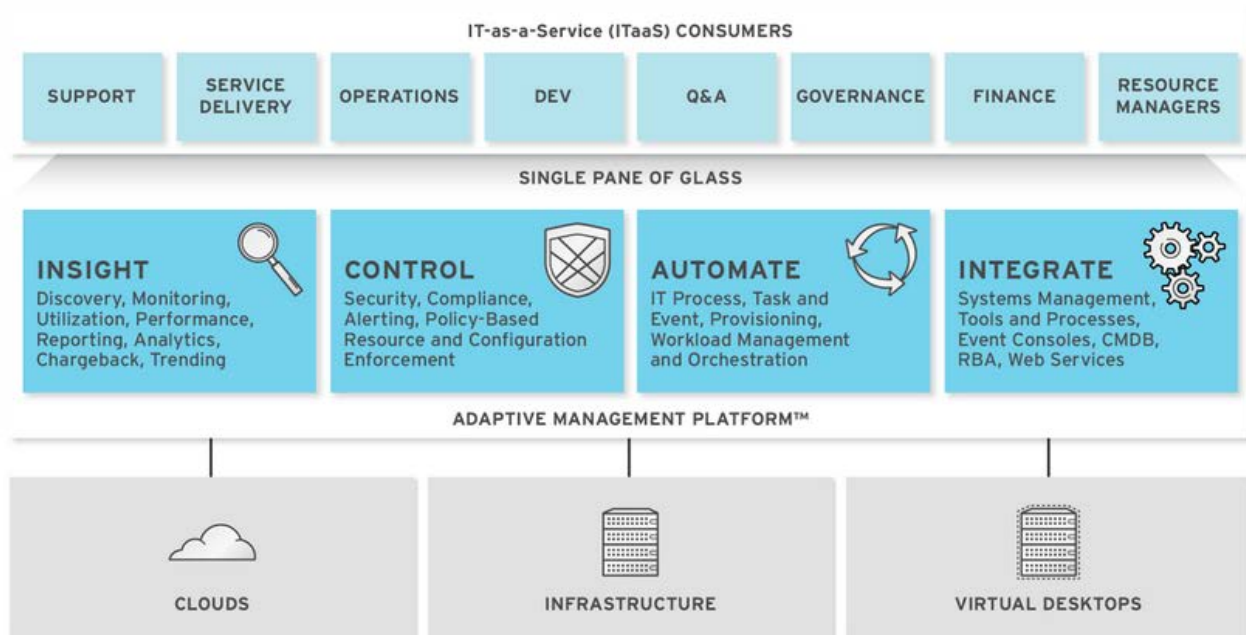 IT-as-a-Service (ITaaS) CONSUMERS
SUPPORT
SERVICE
DELIVERY
OPERATIONS
DEV
Q&A
GOVERNANCE
FINANCE
RESOURCE
MANAGERS
SINGLE PANE OF GLASS
INSIGHT
Discovery, Monitoring,
Utilization, Performance,
Reporting, Analytics,
Chargeback, Trending
CONTROL
Security, Compliance,
Alerting, Policy-Based
Resource and Configuration
Enforcement
AUTOMATE
IT Process, Task and
Event, Provisioning,
Workload Management
and Orchestration
INTEGRATE
Systems Management,
Tools and Processes,
Event Consoles, CMDB,
RBA, Web Services
ADAPTIVE MANAGEMENT PLATFORM™
CLOUDS
INFRASTRUCTURE
VIRTUAL DESKTOPS